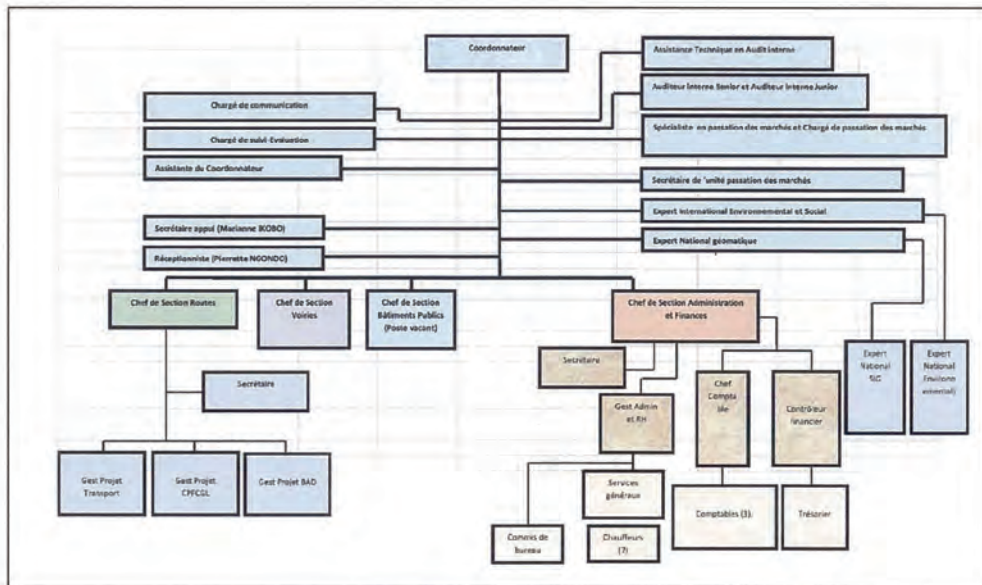 Coordonnateur
Assistance Technique en Audit Interne
Auditeur Interne Senior et Auditeur Interne Junior
Chargé de communication
Spécialiste en passation des marchés et Chargé de passation des marchés
Chargé de suivi-Evaluation
Assistante du Coordonnateur
Secrétaire de l'unité passation des marchés
Expert International Environnemental et Social
Secrétaire appui (Marianne IKOBO)
Expert National géomatique
Réceptionniste (Pierrette NGONDO)
Chef de Section Routes
Chef de Section
Voiries
Chef de Section
Bâtiments Publics
(Poste vacant)
Chef de Section Administration
et Finances
Secrétaire
Expert
National
SIG
Expert
National
Environn
emental)
Secrétaire
Chef
Compta
ble
Contrôleur
financier
Gest Admin
et RH
Gest Projet
Transport
Gest Projet
CPFCGL
Gest Projet BAD
Services
généraux
Comptables (3)
Trésorier
Commis de
bureau
Chauffeurs
(7)